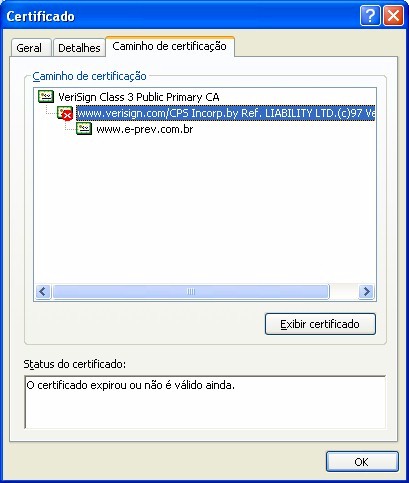 Certificado
Geral Detalhes Caminho de certificação
Caminho de certificação
VeriSign Class 3 Public Primary CA
www.verisign.com/CPS Incorp.by Ref. LIABILITY LTD.(c)97 Ve
www.e-prev.com.br
Exibir certificado
Status do certificado:
O certificado expirou ou não é válido ainda.
OK